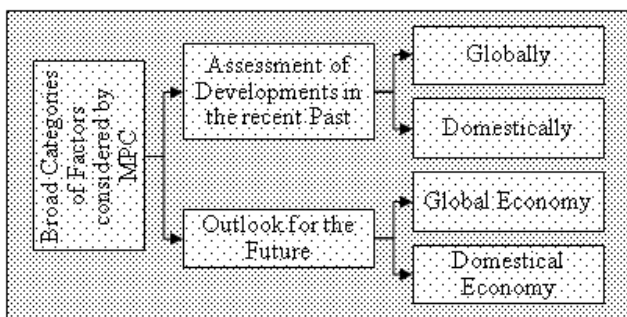 Broad Categories
of Factors
considered by
MPC
Assessment of
Developments in
the recent Past
Globally
Domestically
Outlook for the
Future
Global Economy
Domestical
Economy